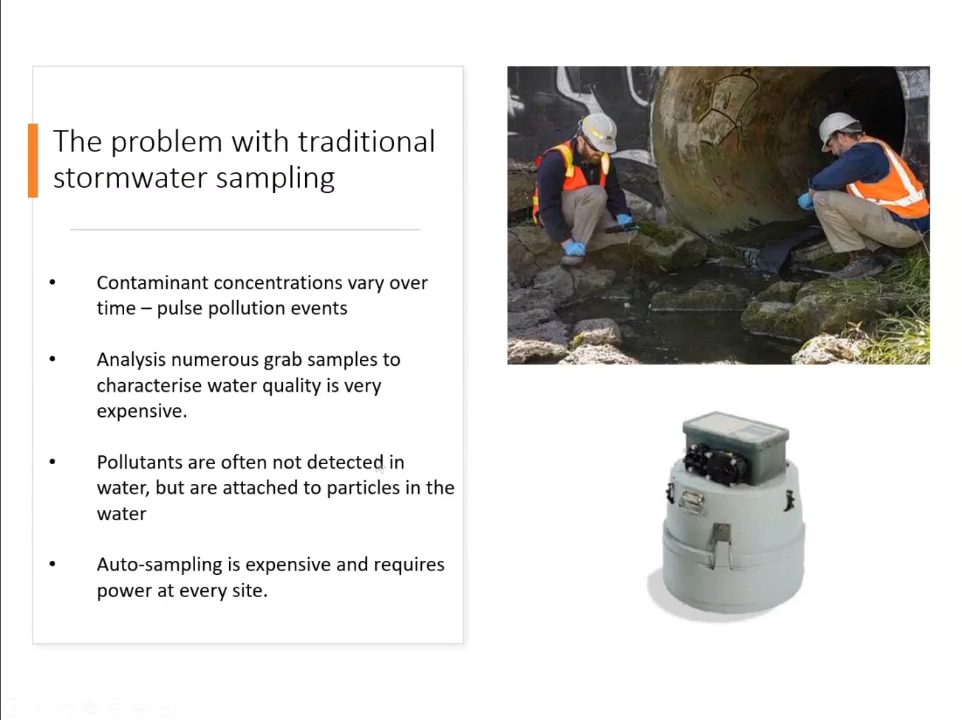 The problem with traditional
stormwater sampling
• Contaminant concentrations vary over
time – pulse pollution events
• Analysis numerous grab samples to
characterise water quality is very
expensive.
• Pollutants are often not detected in
water, but are attached to particles in the
water
• Auto-sampling is expensive and requires
power at every site.